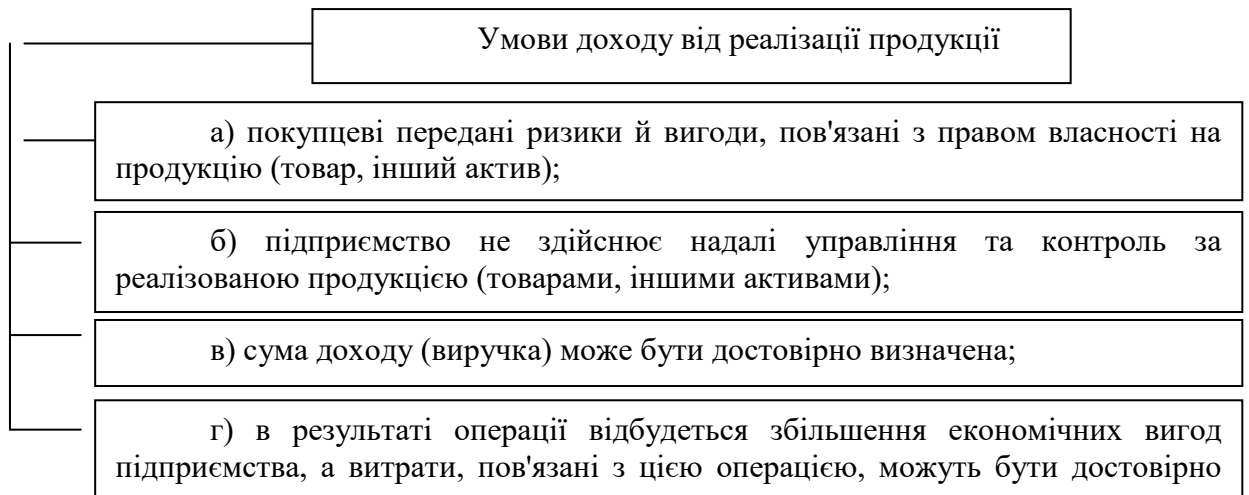 Умови доходу від реалізації продукції
а) покупцеві передані ризики й вигоди, пов'язані з правом власності на
продукцію (товар, інший актив);
б) підприємство не здійснює надалі управління та контроль за
реалізованою продукцією (товарами, іншими активами);
в) сума доходу (виручка) може бути достовірно визначена;
г) в результаті операції відбудеться збільшення економічних вигод
підприємства, а витрати, пов'язані з цією операцією, можуть бути достовірно